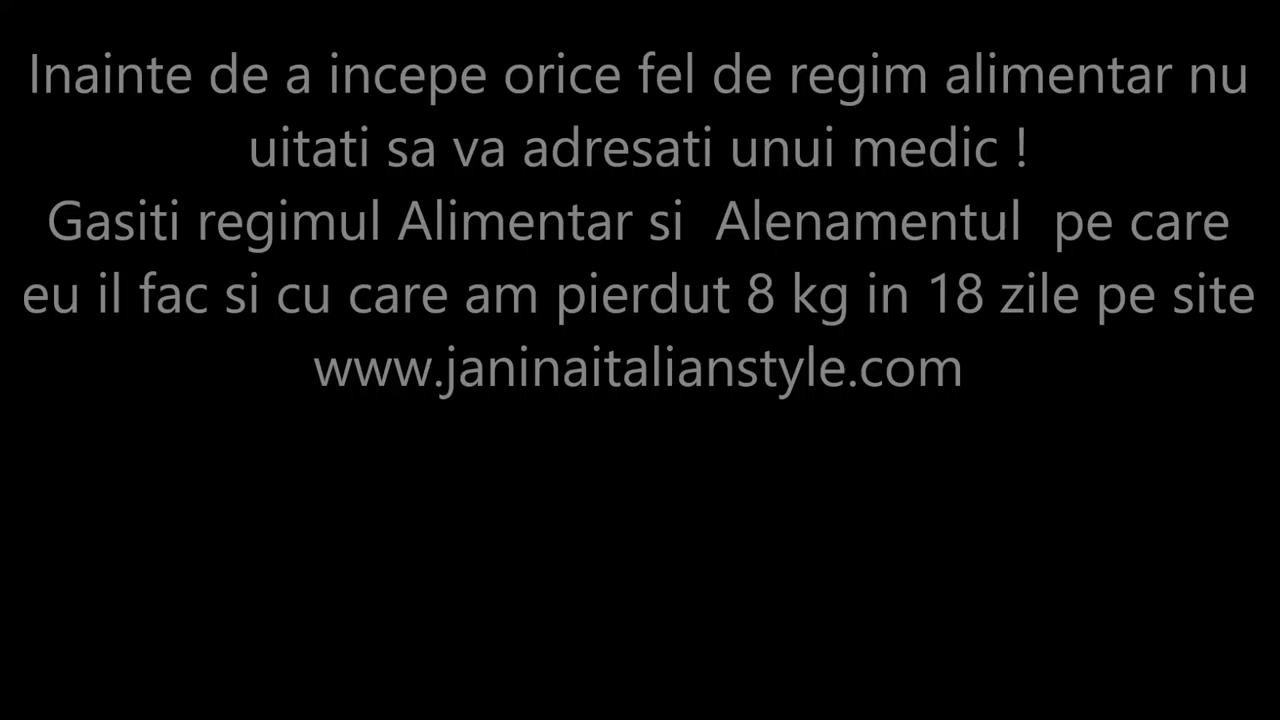 Inainte de a incepe orice fel de regim alimentar nu
uitati sa va adresati unui medic !
Gasiti regimul Alimentar si  Alenamentul  pe care
eu il fac si cu care am pierdut 8 kg in 18 zile pe site
www.janinaitalianstyle.com